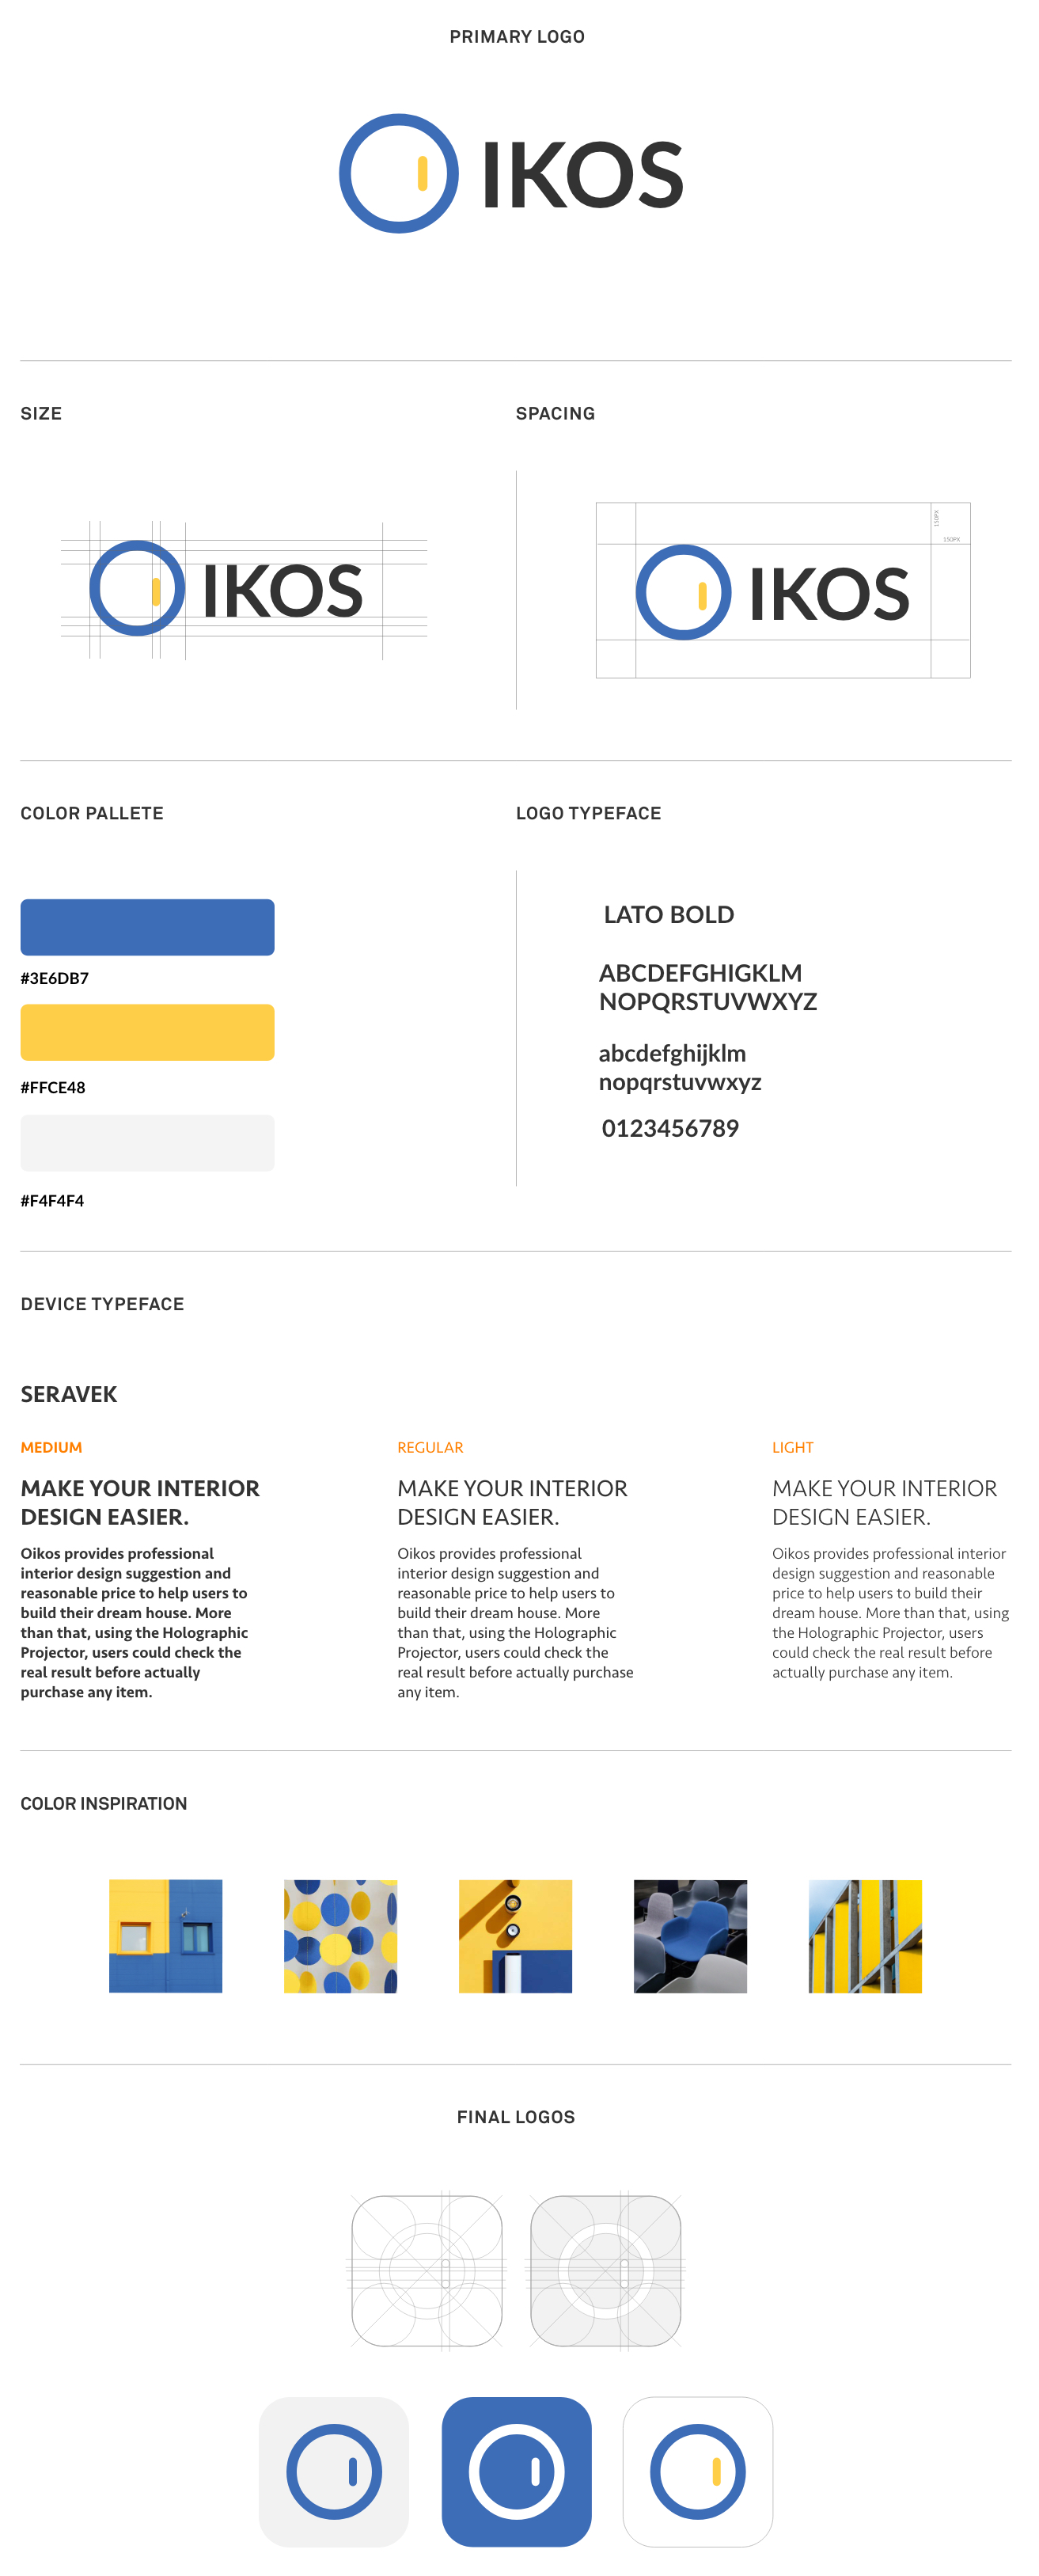 PRIMARY LOGO
IKOS
SIZE
SPACING
IKOS
150PX
150PX
IKOS
COLOR PALLETE
LOGO TYPEFACE
#3E6DB7
#FFCE48
#F4F4F4
LATO BOLD
ABCDEFGHIGKLM
NOPQRSTUVWXYZ
abcdefghijklm
nopqrstuvwxyz
0123456789
DEVICE TYPEFACE
SERAVEK
MEDIUM
MAKE YOUR INTERIOR
DESIGN EASIER.
Oikos provides professional
interior design suggestion and
reasonable price to help users to
build their dream house. More
than that, using the Holographic
Projector, users could check the
real result before actually
purchase any item.
REGULAR
MAKE YOUR INTERIOR
DESIGN EASIER.
Oikos provides professional
interior design suggestion and
reasonable price to help users to
build their dream house. More
than that, using the Holographic
Projector, users could check the
real result before actually purchase
any item.
LIGHT
MAKE YOUR INTERIOR
DESIGN EASIER.
Oikos provides professional interior
design suggestion and reasonable
price to help users to build their
dream house. More than that, using
the Holographic Projector, users
could check the real result before
actually purchase any item.
COLOR INSPIRATION
FINAL LOGOS